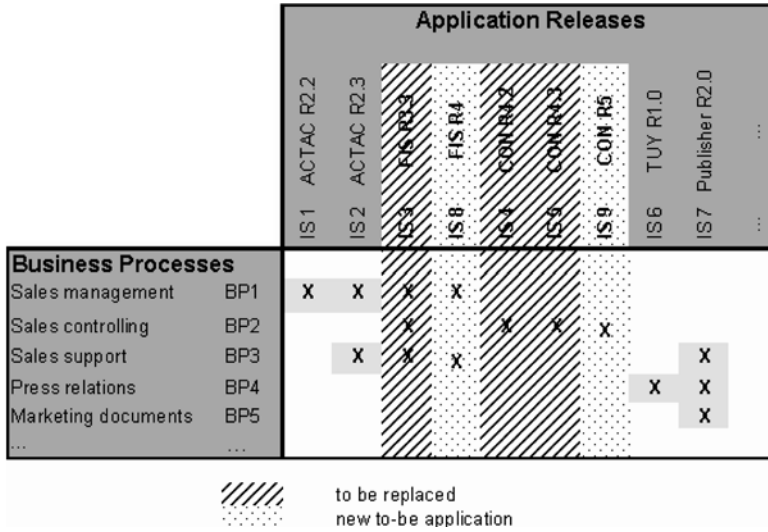 Application Releases
IS1 ACTAC R2.2
IS2 ACTAC R2.3
IS3 FIS R3.3
IS8 FIS R4
IS4 CON R4.2
IS5 CON R4.3
IS9 CON R5
IS6 TUY R1.0
IS7 Publisher R2.0
... ...
Business Processes
Sales management BP1 X X X X
Sales controlling BP2 X X X X
Sales support BP3 X X X X
Press relations BP4 X X
Marketing documents BP5 X
... ...
to be replaced
new to-be application